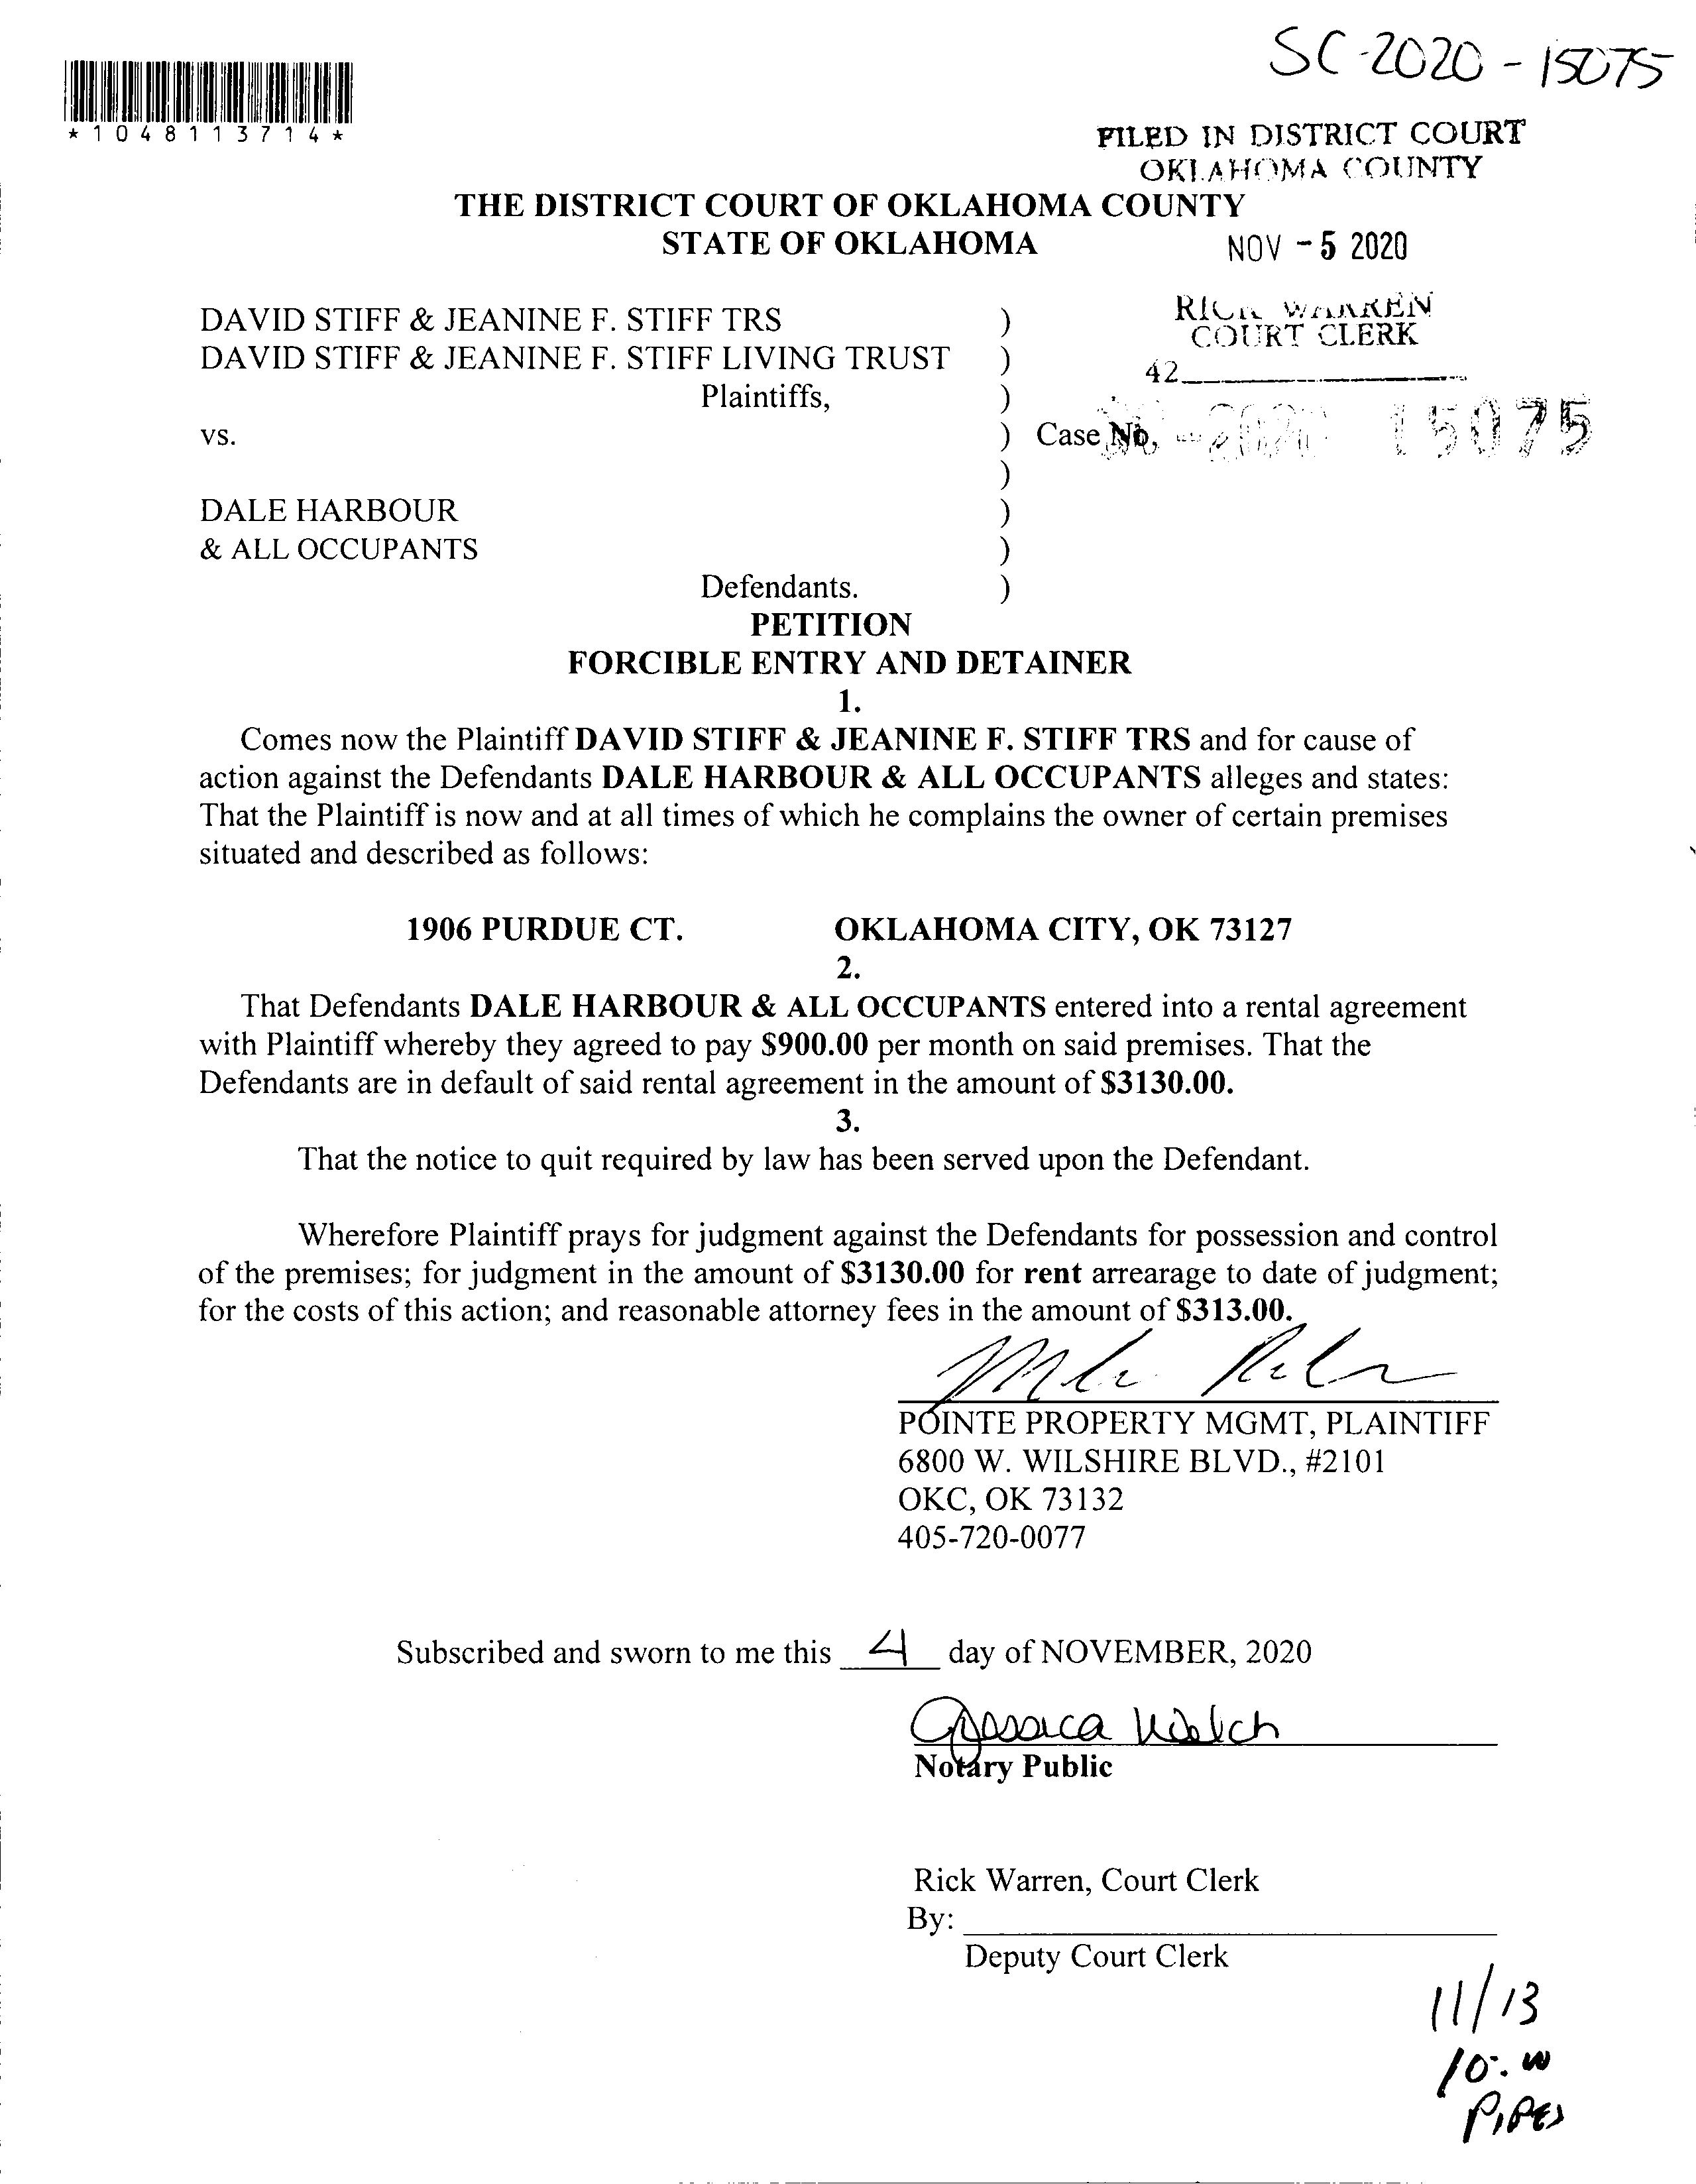 SC-2020-15075
*1048113714*
FILED IN DISTRICT COURT
OKLAHOMA COUNTY
THE DISTRICT COURT OF OKLAHOMA COUNTY
STATE OF OKLAHOMA
NOV -5 2020
DAVID STIFF & JEANINE F. STIFF TRS )
RICK WARREN
COURT CLERK
DAVID STIFF & JEANINE F. STIFF LIVING TRUST )
42
Plaintiffs, )
vs. ) Case No. -2020 15075
)
DALE HARBOUR )
& ALL OCCUPANTS )
Defendants. )
PETITION
FORCIBLE ENTRY AND DETAINER
1.
Comes now the Plaintiff DAVID STIFF & JEANINE F. STIFF TRS and for cause of
action against the Defendants DALE HARBOUR & ALL OCCUPANTS alleges and states:
That the Plaintiff is now and at all times of which he complains the owner of certain premises
situated and described as follows:
1906 PURDUE CT. OKLAHOMA CITY, OK 73127
2.
That Defendants DALE HARBOUR & ALL OCCUPANTS entered into a rental agreement
with Plaintiff whereby they agreed to pay $900.00 per month on said premises. That the
Defendants are in default of said rental agreement in the amount of $3130.00.
3.
That the notice to quit required by law has been served upon the Defendant.
Wherefore Plaintiff prays for judgment against the Defendants for possession and control
of the premises; for judgment in the amount of $3130.00 for rent arrearage to date of judgment;
for the costs of this action; and reasonable attorney fees in the amount of $313.00.
POINTE PROPERTY MGMT, PLAINTIFF
6800 W. WILSHIRE BLVD., #2101
OKC, OK 73132
405-720-0077
Subscribed and sworn to me this 4 day of NOVEMBER, 2020
Jessica Welch
Notary Public
Rick Warren, Court Clerk
By:
Deputy Court Clerk
11/13
10:00
PIPES